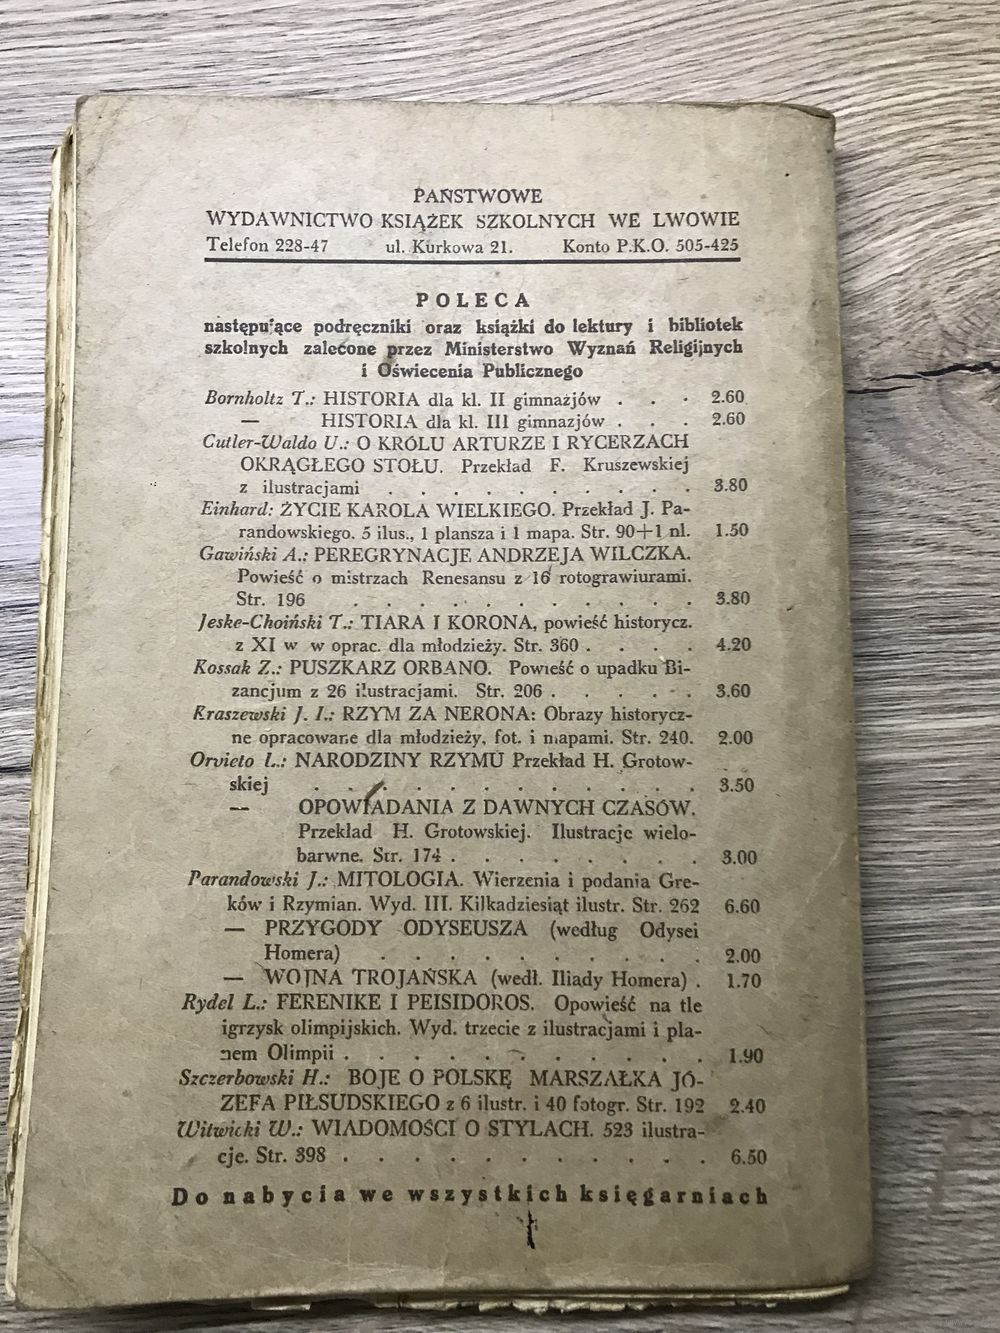 PAŃSTWOWE
WYDAWNICTWO KSIĄŻEK SZKOLNYCH WE LWOWIE
Telefon 228-47 ul. Kurkowa 21. Konto P.K.O. 505-425
POLECA
następujące podręczniki oraz książki do lektury i bibliotek
szkolnych zalecone przez Ministerstwo Wyznań Religijnych
i Oświecenia Publicznego
Bornholtz T.: HISTORIA dla kl. II gimnazjów . . . 2.60
— HISTORIA dla kl. III gimnazjów . . . 2.60
Cutler-Waldo U.: O KRÓLU ARTURZE I RYCERZACH
OKRĄGŁEGO STOŁU. Przekład F. Kruszewskiej
z ilustracjami . . . . . . . . . . 3.80
Einhard: ŻYCIE KAROLA WIELKIEGO. Przekład J. Pa-
randowskiego. 5 ilus., 1 plansza i 1 mapa. Str. 90+1 nl. 1.50
Gawiński A.: PEREGRYNACJE ANDRZEJA WILCZKA.
Powieść o mistrzach Renesansu z 16 rotograwiurami.
Str. 196 . . . . . . . . . . . 3.80
Jeske-Choiński T.: TIARA I KORONA, powieść historycz.
z XI w w oprac. dla młodzieży. Str. 360 . . . . . 4.20
Kossak Z.: PUSZKARZ ORBANO. Powieść o upadku Bi-
zancjum z 26 ilustracjami. Str. 206 . . . . . . 3.60
Kraszewski J. I.: RZYM ZA NERONA: Obrazy historycz-
ne opracowane dla młodzieży, fot. i mapami. Str. 240. 2.00
Orvieto L.: NARODZINY RZYMU Przekład H. Grotow-
skiej . . . . . . . . . . . . 3.50
— OPOWIADANIA Z DAWNYCH CZASÓW.
Przekład H. Grotowskiej. Ilustracje wielo-
barwne. Str. 174 . . . . . . . . 3.00
Parandowski J.: MITOLOGIA. Wierzenia i podania Gre-
ków i Rzymian. Wyd. III. Kilkadziesiąt ilustr. Str. 262 6.60
— PRZYGODY ODYSEUSZA (według Odysei
Homera) . . . . . . . . . . 2.00
— WOJNA TROJAŃSKA (wedł. Iliady Homera) . 1.70
Rydel L.: FERENIKE I PEISIDOROS. Opowieść na tle
igrzysk olimpijskich. Wyd. trzecie z ilustracjami i pla-
nem Olimpii . . . . . . . . . . . 1.90
Szczerbowski H.: BOJE O POLSKĘ MARSZAŁKA JÓ-
ZEFA PIŁSUDSKIEGO z 6 ilustr. i 40 fotogr. Str. 192 2.40
Witwicki W.: WIADOMOŚCI O STYLACH. 523 ilustra-
cje. Str. 398 . . . . . . . . . . . 6.50
Do nabycia we wszystkich księgarniach